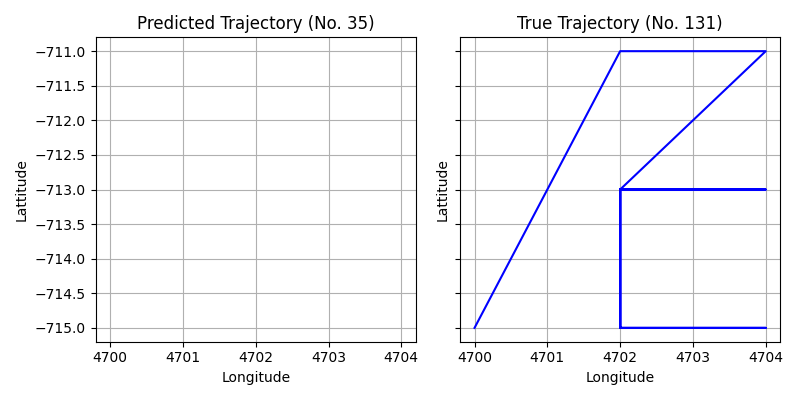 Predicted Trajectory (No. 35)
−711.0
−711.5
−712.0
−712.5
−713.0
−713.5
−714.0
−714.5
−715.0
Lattitude
4700 4701 4702 4703 4704
Longitude
True Trajectory (No. 131)
Lattitude
4700 4701 4702 4703 4704
Longitude